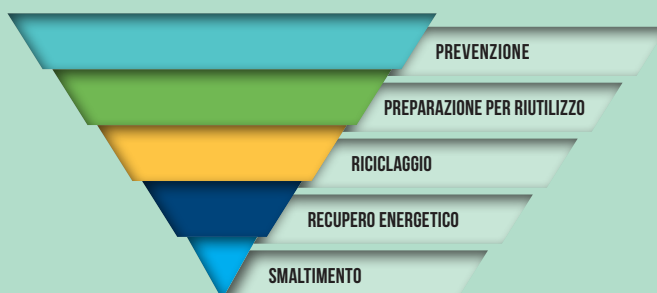 PREVENZIONE
PREPARAZIONE PER RIUTILIZZO
RICICLAGGIO
RECUPERO ENERGETICO
SMALTIMENTO